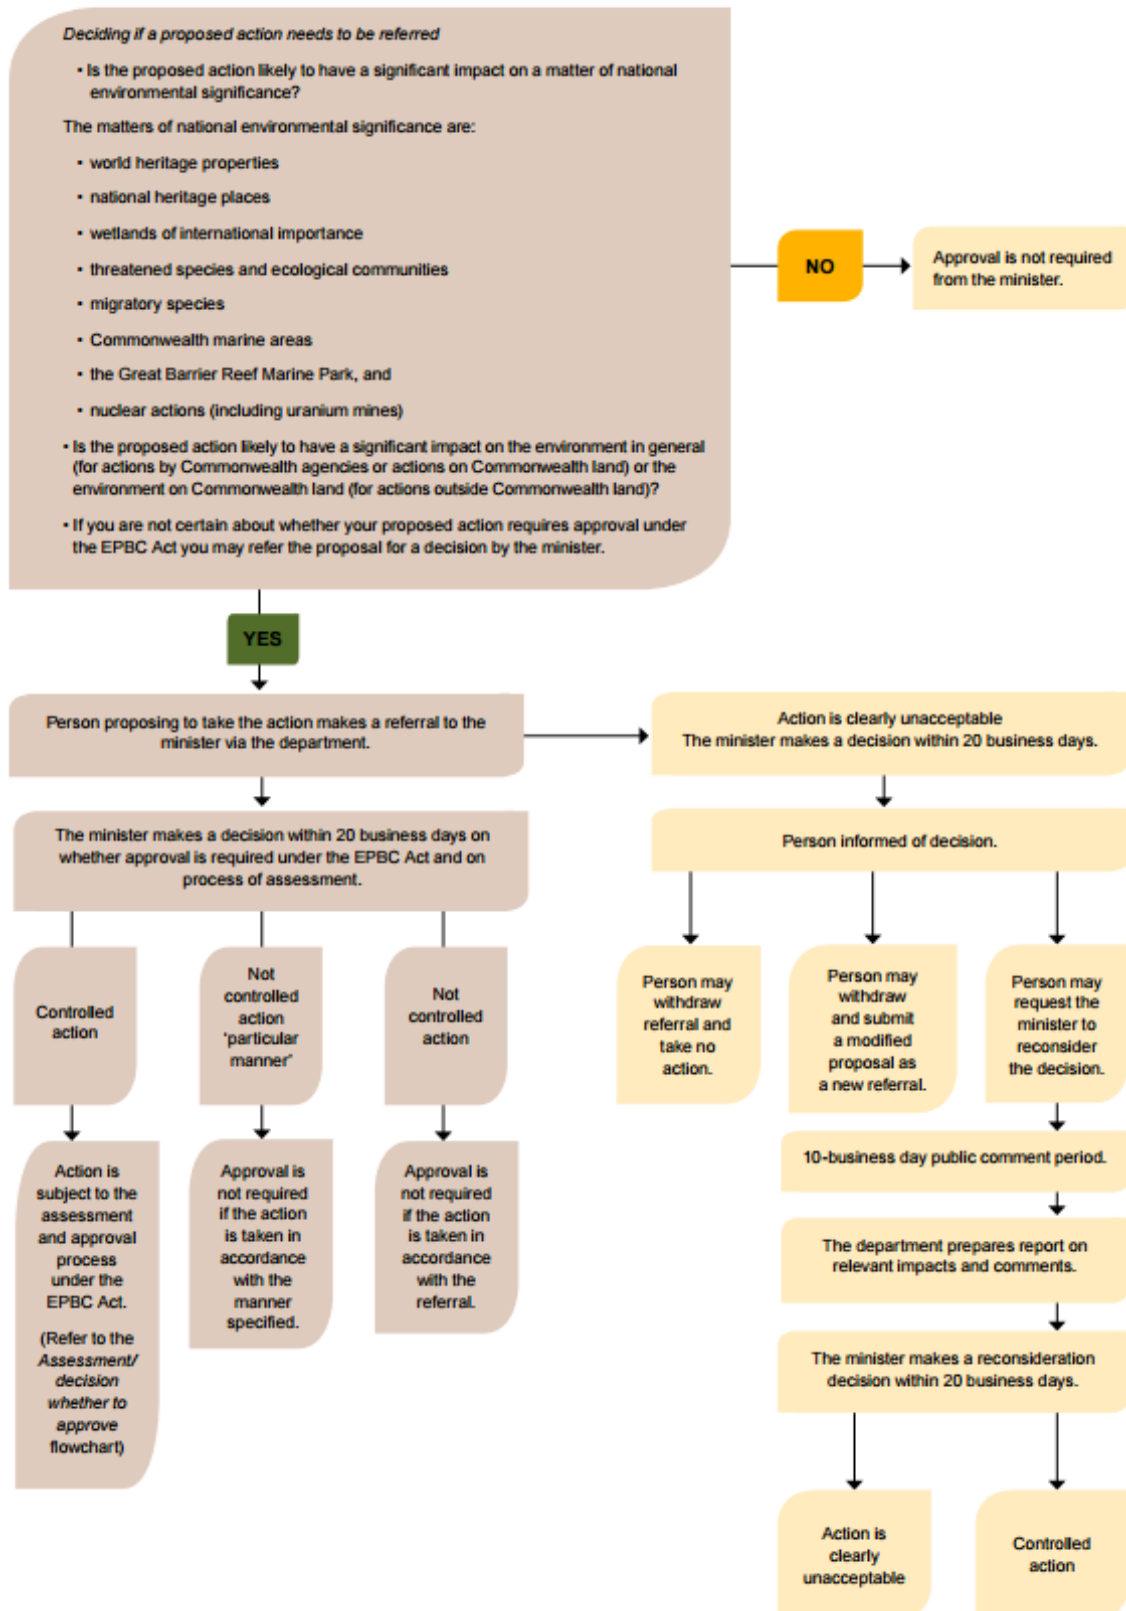 Deciding if a proposed action needs to be referred
• Is the proposed action likely to have a significant impact on a matter of national
environmental significance?
The matters of national environmental significance are:
• world heritage properties
• national heritage places
• wetlands of international importance
• threatened species and ecological communities
• migratory species
• Commonwealth marine areas
• the Great Barrier Reef Marine Park, and
• nuclear actions (including uranium mines)
• Is the proposed action likely to have a significant impact on the environment in general
(for actions by Commonwealth agencies or actions on Commonwealth land) or the
environment on Commonwealth land (for actions outside Commonwealth land)?
• If you are not certain about whether your proposed action requires approval under
the EPBC Act you may refer the proposal for a decision by the minister.
NO
Approval is not required
from the minister.
YES
Person proposing to take the action makes a referral to the
minister via the department.
Action is clearly unacceptable
The minister makes a decision within 20 business days.
The minister makes a decision within 20 business days on
whether approval is required under the EPBC Act and on
process of assessment.
Person informed of decision.
Controlled
action
Not
controlled
action
‘particular
manner’
Not
controlled
action
Person may
withdraw
referral and
take no
action.
Person may
withdraw
and submit
a modified
proposal as
a new referral.
Person may
request the
minister to
reconsider
the decision.
Action is
subject to the
assessment
and approval
process
under the
EPBC Act.
(Refer to the
Assessment/
decision
whether to
approve
flowchart)
Approval is
not required
if the action
is taken in
accordance
with the
manner
specified.
Approval is
not required
if the action
is taken in
accordance
with the
referral.
10-business day public comment period.
The department prepares report on
relevant impacts and comments.
The minister makes a reconsideration
decision within 20 business days.
Action is
clearly
unacceptable
Controlled
action